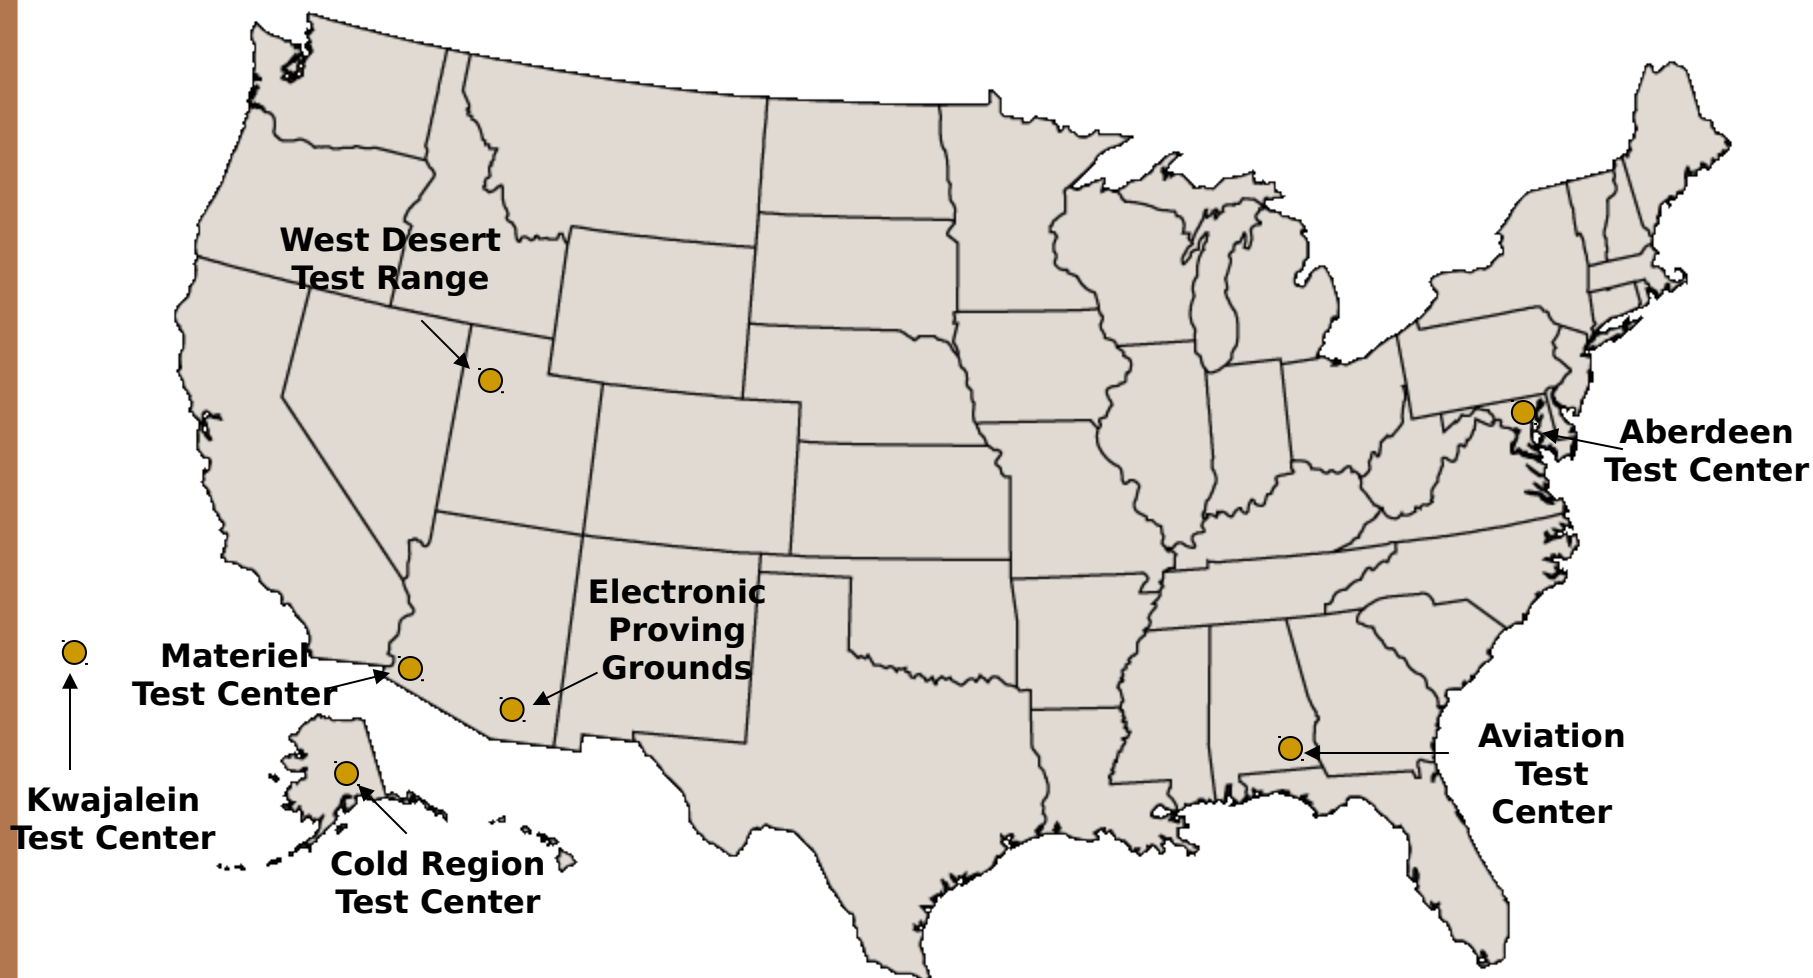 West Desert
Test Range
Aberdeen
Test Center
Electronic
Proving
Grounds
Materiel
Test Center
Aviation
Test
Center
Kwajalein
Test Center
Cold Region
Test Center